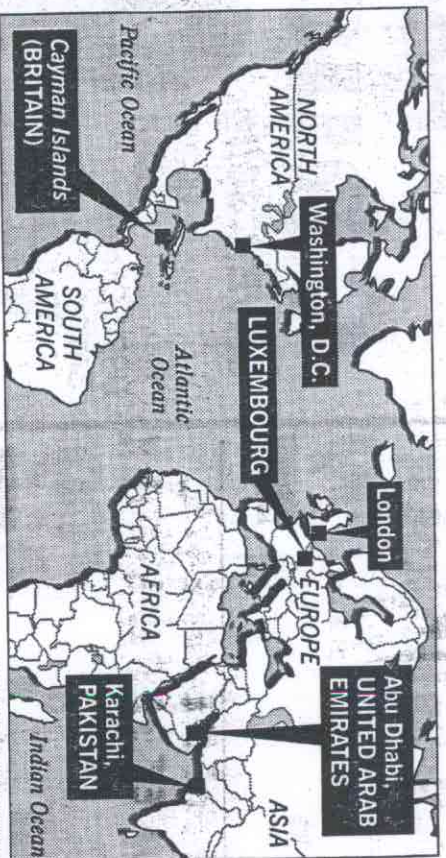 NORTH
AMERICA
Washington, D.C.
LUXEMBOURG
London
EUROPE
Abu Dhabi,
UNITED ARAB
EMIRATES
ASIA
Pacific Ocean
Cayman Islands
(BRITAIN)
SOUTH
AMERICA
Atlantic
Ocean
AFRICA
Karachi,
PAKISTAN
Indian Ocean